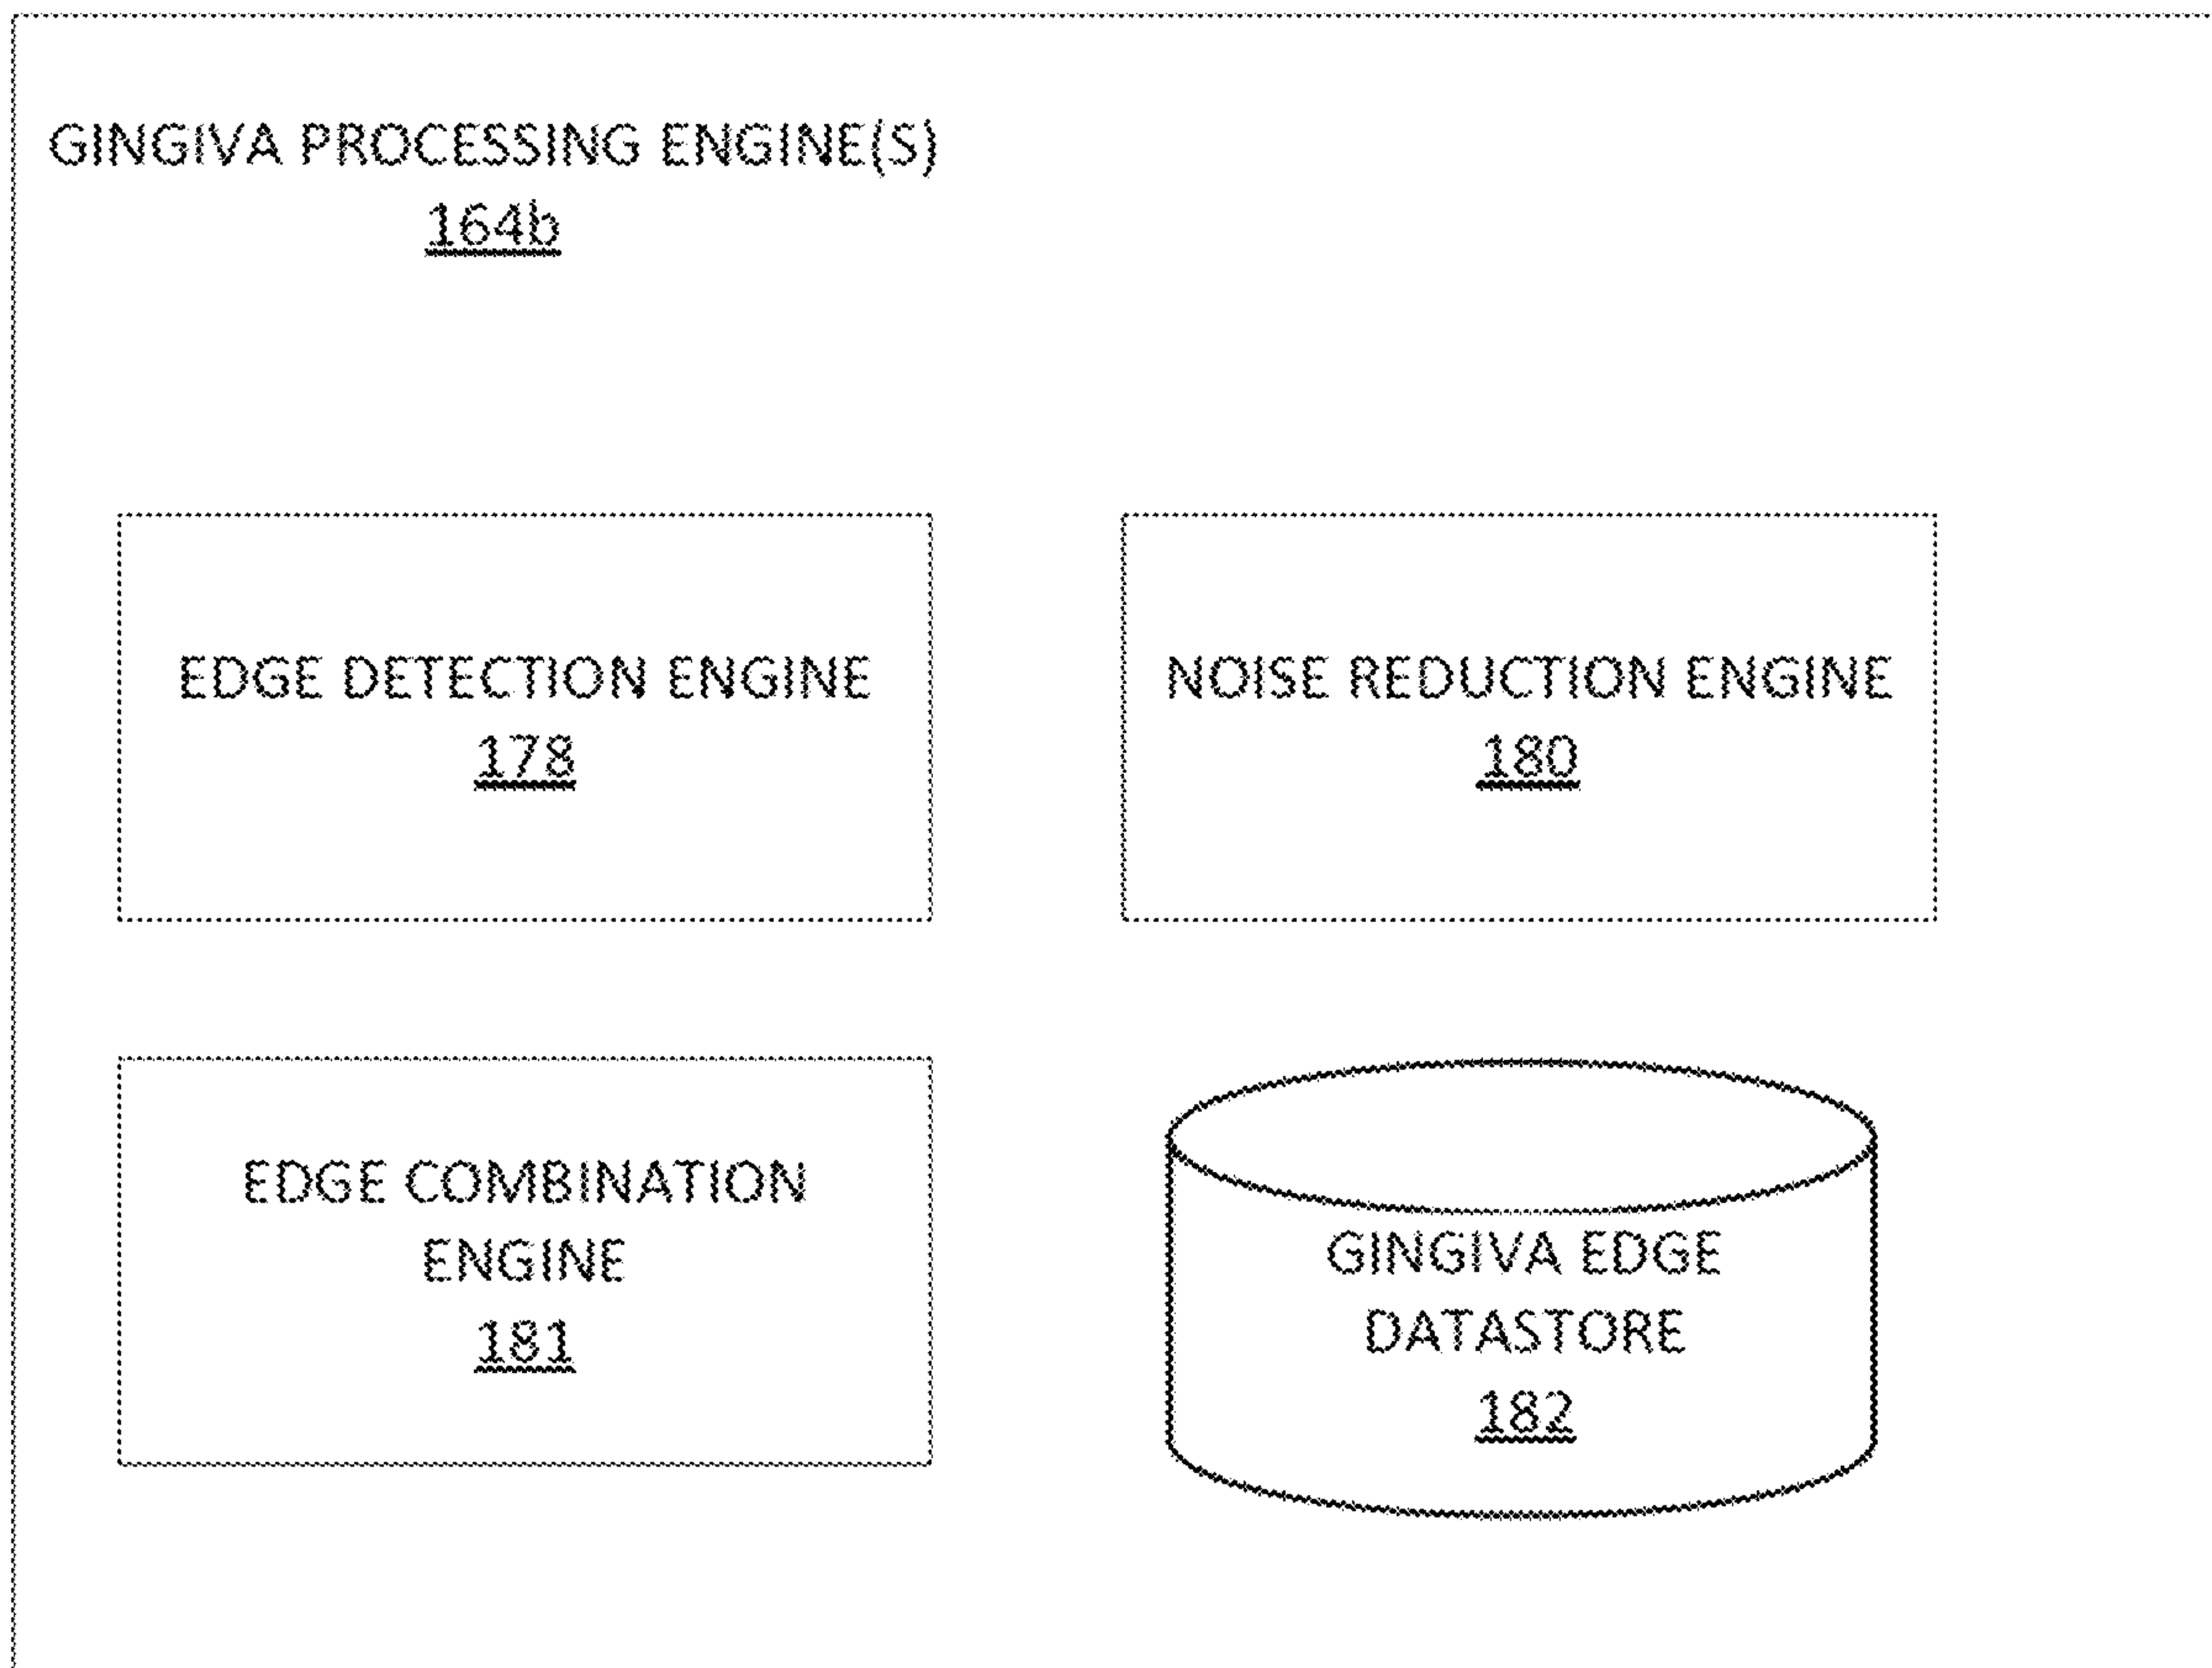 GINGIVA PROCESSING ENGINE(S)
164b
EDGE DETECTION ENGINE
178
NOISE REDUCTION ENGINE
180
EDGE COMBINATION
ENGINE
181
GINGIVA EDGE
DATASTORE
182